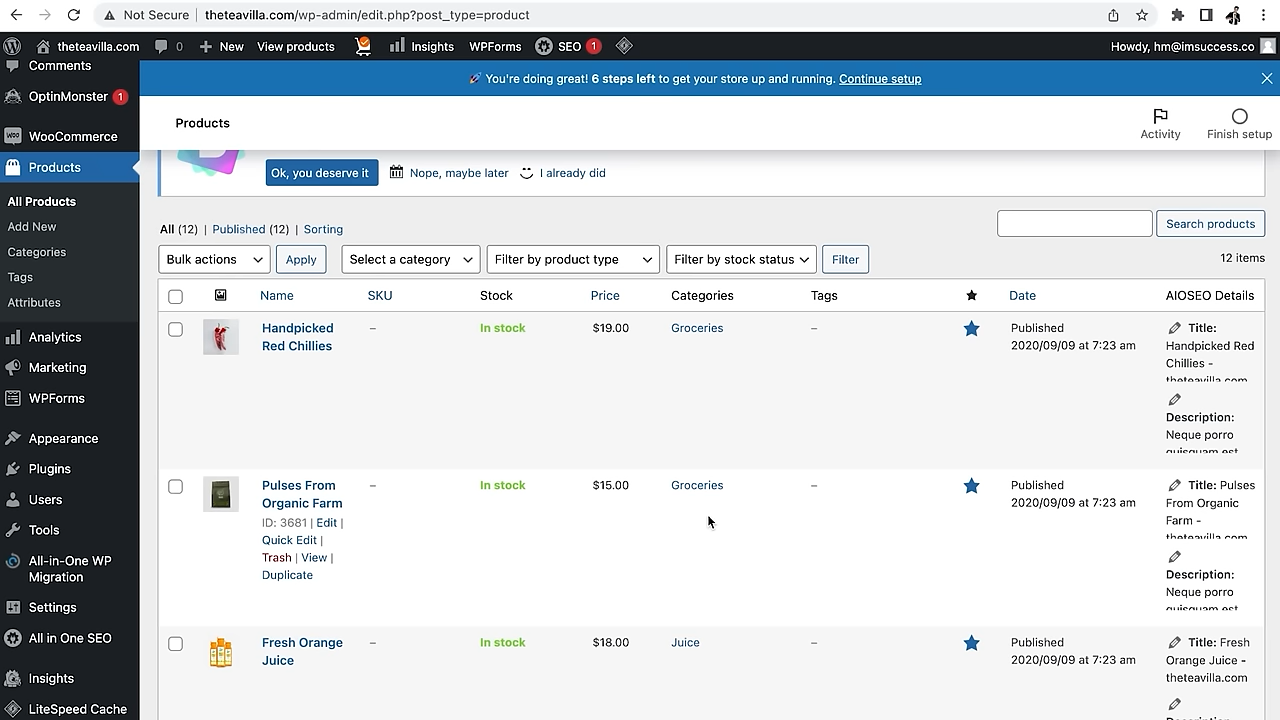 Not Secure | theteavilla.com/wp-admin/edit.php?post_type=product
theteavilla.com 0 New View products Insights WPForms SEO 1 Howdy, hm@imsuccess.co
Comments
OptinMonster 1
WooCommerce
Products
All Products
Add New
Categories
Tags
Attributes
Analytics
Marketing
WPForms
Appearance
Plugins
Users
Tools
All-in-One WP
Migration
Settings
All in One SEO
Insights
LiteSpeed Cache
🚀 You're doing great! 6 steps left to get your store up and running. Continue setup
Products
Activity Finish setup
Ok, you deserve it Nope, maybe later I already did
All (12) | Published (12) | Sorting
Search products
Bulk actions Apply Select a category Filter by product type Filter by stock status Filter
12 items
Name SKU Stock Price Categories Tags Date AIOSEO Details
Handpicked
Red Chillies
– In stock $19.00 Groceries –
Published
2020/09/09 at 7:23 am
Title:
Handpicked Red
Chillies -
theteavilla.com
Description:
Neque porro
quisquam est
Pulses From
Organic Farm
ID: 3681 | Edit |
Quick Edit |
Trash | View |
Duplicate
– In stock $15.00 Groceries –
Published
2020/09/09 at 7:23 am
Title: Pulses
From Organic
Farm -
theteavilla.com
Description:
Neque porro
quisquam est
Fresh Orange
Juice
– In stock $18.00 Juice –
Published
2020/09/09 at 7:23 am
Title: Fresh
Orange Juice -
theteavilla.com
Description: